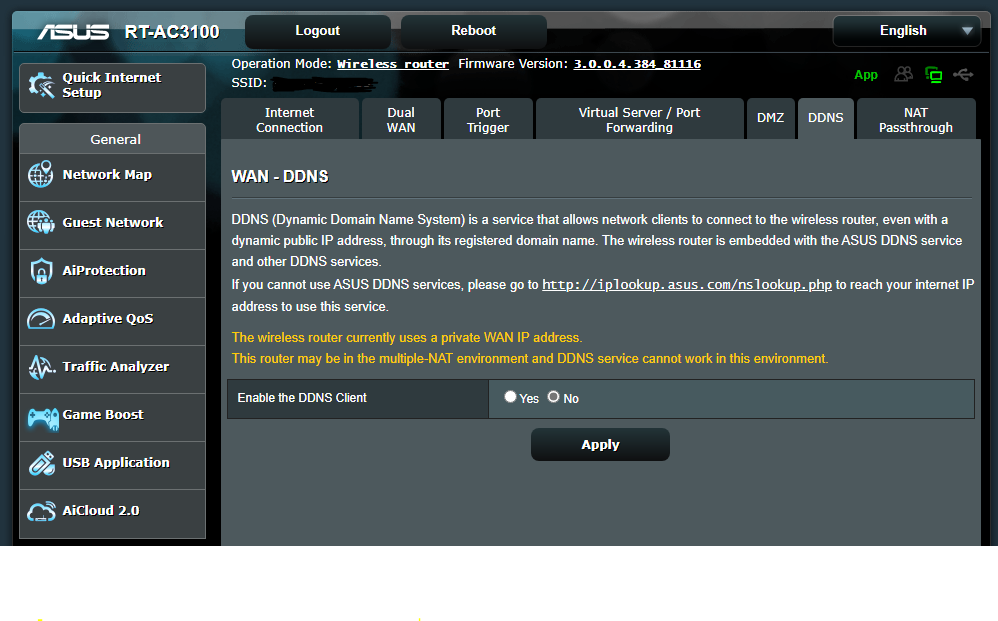 ASUS RT-AC3100 Logout Reboot English
Operation Mode: Wireless router Firmware Version: 3.0.0.4.384_81116
SSID:
App
Quick Internet
Setup
General
Network Map
Guest Network
AiProtection
Adaptive QoS
Traffic Analyzer
Game Boost
USB Application
AiCloud 2.0
Internet
Connection
Dual
WAN
Port
Trigger
Virtual Server / Port
Forwarding
DMZ
DDNS
NAT
Passthrough
WAN - DDNS
DDNS (Dynamic Domain Name System) is a service that allows network clients to connect to the wireless router, even with a
dynamic public IP address, through its registered domain name. The wireless router is embedded with the ASUS DDNS service
and other DDNS services.
If you cannot use ASUS DDNS services, please go to http://iplookup.asus.com/nslookup.php to reach your internet IP
address to use this service.
The wireless router currently uses a private WAN IP address.
This router may be in the multiple-NAT environment and DDNS service cannot work in this environment.
Enable the DDNS Client Yes No
Apply